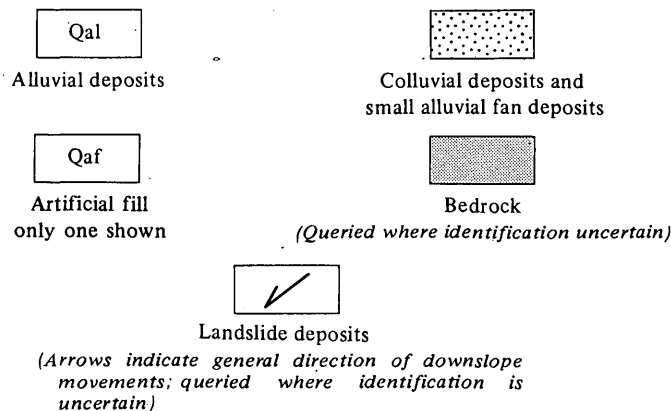 Qal
Alluvial deposits
Colluvial deposits and
small alluvial fan deposits
Qaf
Artificial fill
only one shown
Bedrock
(Queried where identification uncertain)
Landslide deposits
(Arrows indicate general direction of downslope
movements; queried where identification is
uncertain)